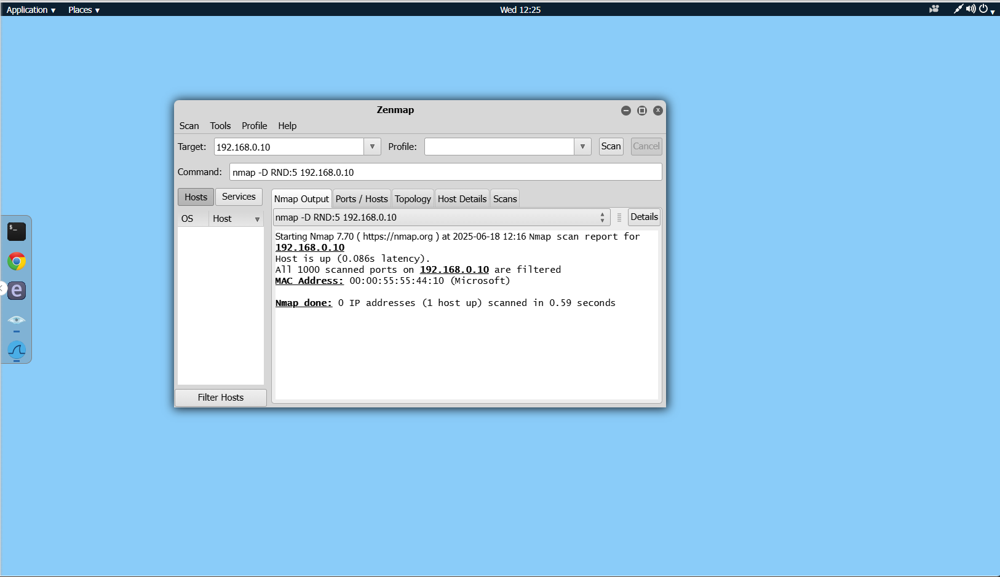 Application ▾ Places ▾ Wed 12:25
Zenmap
Scan Tools Profile Help
Target: 192.168.0.10 Profile: Scan Cancel
Command: nmap -D RND:5 192.168.0.10
Hosts Services Nmap Output Ports / Hosts Topology Host Details Scans
OS Host nmap -D RND:5 192.168.0.10 Details
Starting Nmap 7.70 ( https://nmap.org ) at 2025-06-18 12:16 Nmap scan report for
192.168.0.10
Host is up (0.086s latency).
All 1000 scanned ports on 192.168.0.10 are filtered
MAC Address: 00:00:55:55:44:10 (Microsoft)
Nmap done: 0 IP addresses (1 host up) scanned in 0.59 seconds
$_
e
Filter Hosts